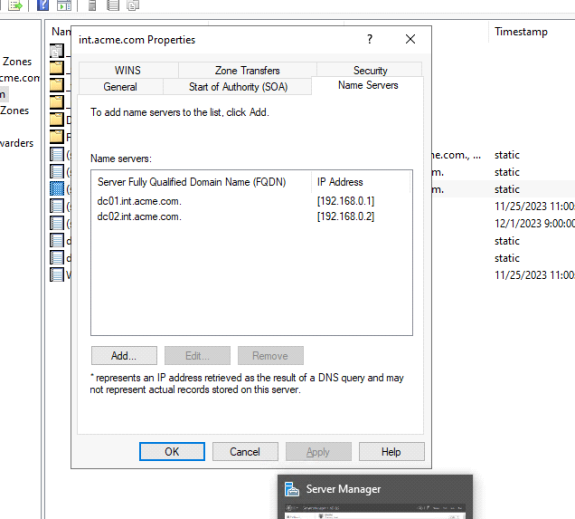 Nam
Timestamp
int.acme.com Properties
? ×
Zones
cme.com
n
Zones
warders
WINS
Zone Transfers
Security
General
Start of Authority (SOA)
Name Servers
To add name servers to the list, click Add.
Name servers:
Server Fully Qualified Domain Name (FQDN) IP Address
dc01.int.acme.com. [192.168.0.1]
dc02.int.acme.com. [192.168.0.2]
he.com., ... static
m. static
m. static
11/25/2023 11:00:
12/1/2023 9:00:00
static
static
11/25/2023 11:00:
Add... Edit... Remove
* represents an IP address retrieved as the result of a DNS query and may
not represent actual records stored on this server.
OK Cancel Apply Help
Server Manager